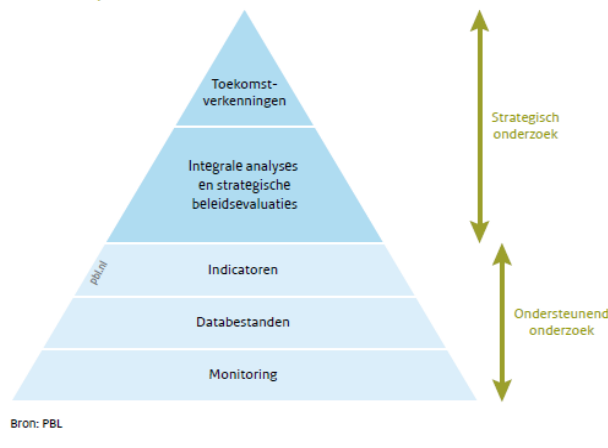 Toekomst-
verkenningen
Strategisch
onderzoek
Integrale analyses
en strategische
beleidsevaluaties
pbl.nl
Indicatoren
Databestanden
Ondersteunend
onderzoek
Monitoring
Bron: PBL